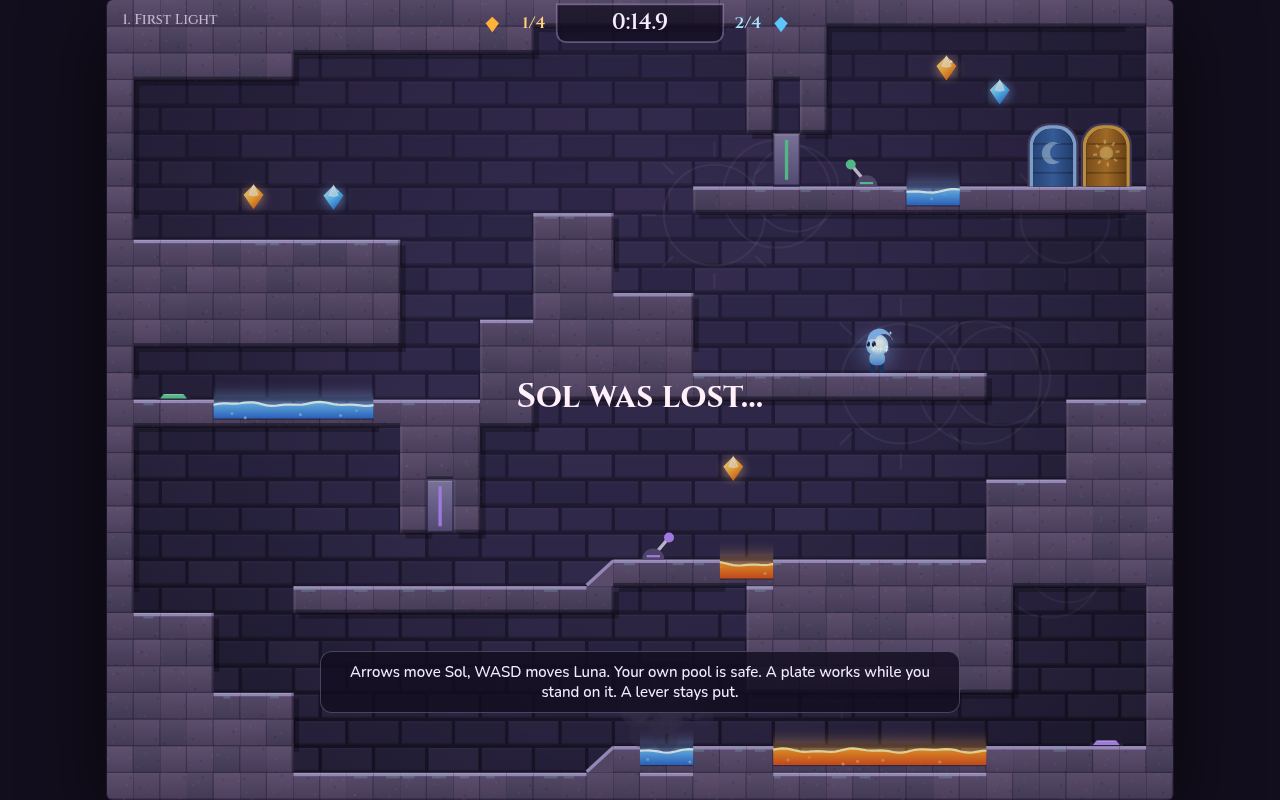 1. First Light
1/4
0:14.9
2/4
Sol was lost...
Arrows move Sol, WASD moves Luna. Your own pool is safe. A plate works while you
stand on it. A lever stays put.